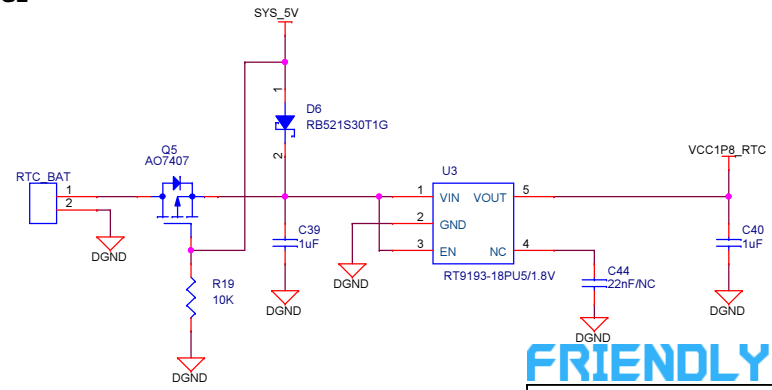 SYS_5V
1
D6
RB521S30T1G
2
Q5
AO7407
RTC_BAT
1
2
DGND
R19
10K
DGND
C39
1uF
DGND
U3
1
VIN
VOUT
5
2
GND
3
EN
NC
4
RT9193-18PU5/1.8V
DGND
VCC1P8_RTC
C40
1uF
DGND
C44
22nF/NC
DGND
FRIENDLY